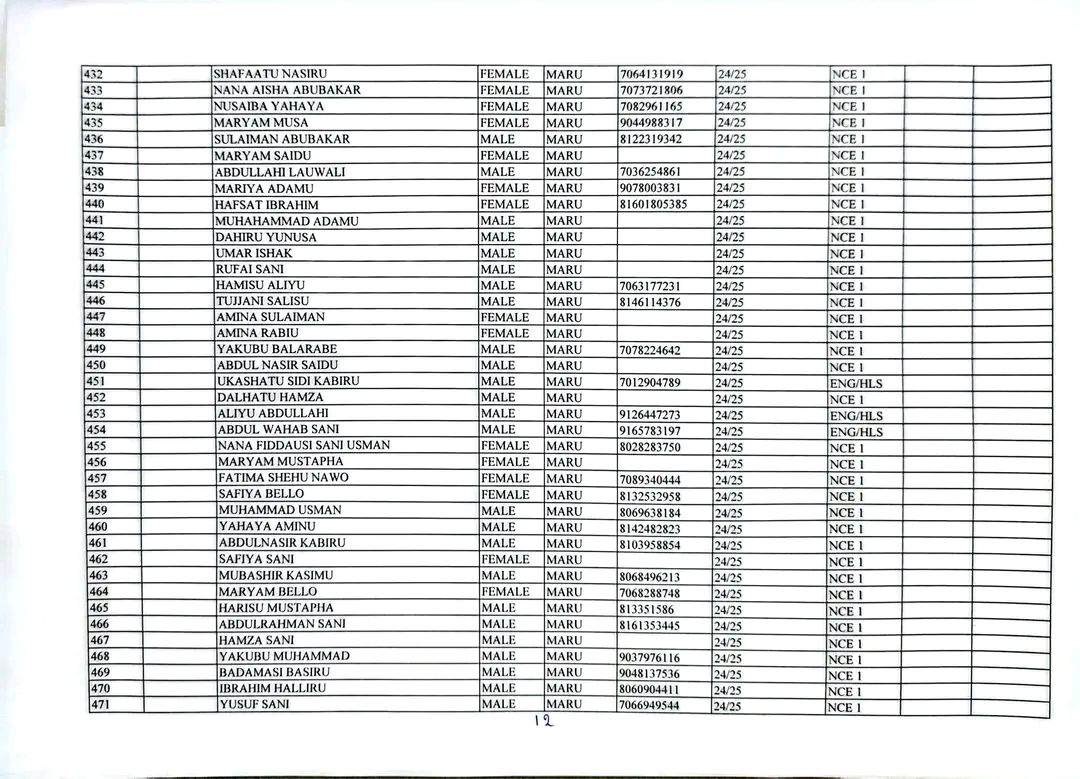 432 SHAFAATU NASIRU FEMALE MARU 7064131919 24/25 NCE 1
433 NANA AISHA ABUBAKAR FEMALE MARU 7073721806 24/25 NCE 1
434 NUSAIBA YAHAYA FEMALE MARU 7082961165 24/25 NCE 1
435 MARYAM MUSA FEMALE MARU 9044988317 24/25 NCE 1
436 SULAIMAN ABUBAKAR MALE MARU 8122319342 24/25 NCE 1
437 MARYAM SAIDU FEMALE MARU 24/25 NCE 1
438 ABDULLAHI LAUWALI MALE MARU 7036254861 24/25 NCE 1
439 MARIYA ADAMU FEMALE MARU 9078003831 24/25 NCE 1
440 HAFSAT IBRAHIM FEMALE MARU 81601805385 24/25 NCE 1
441 MUHAHAMMAD ADAMU MALE MARU 24/25 NCE 1
442 DAHIRU YUNUSA MALE MARU 24/25 NCE 1
443 UMAR ISHAK MALE MARU 24/25 NCE 1
444 RUFAI SANI MALE MARU 24/25 NCE 1
445 HAMISU ALIYU MALE MARU 7063177231 24/25 NCE 1
446 TUJJANI SALISU MALE MARU 8146114376 24/25 NCE 1
447 AMINA SULAIMAN FEMALE MARU 24/25 NCE 1
448 AMINA RABIU FEMALE MARU 24/25 NCE 1
449 YAKUBU BALARABE MALE MARU 7078224642 24/25 NCE 1
450 ABDUL NASIR SAIDU MALE MARU 24/25 NCE 1
451 UKASHATU SIDI KABIRU MALE MARU 7012904789 24/25 ENG/HLS
452 DALHATU HAMZA MALE MARU 24/25 NCE 1
453 ALIYU ABDULLAHI MALE MARU 9126447273 24/25 ENG/HLS
454 ABDUL WAHAB SANI MALE MARU 9165783197 24/25 ENG/HLS
455 NANA FIDDAUSI SANI USMAN FEMALE MARU 8028283750 24/25 NCE 1
456 MARYAM MUSTAPHA FEMALE MARU 24/25 NCE 1
457 FATIMA SHEHU NAWO FEMALE MARU 7089340444 24/25 NCE 1
458 SAFIYA BELLO FEMALE MARU 8132532958 24/25 NCE 1
459 MUHAMMAD USMAN MALE MARU 8069638184 24/25 NCE 1
460 YAHAYA AMINU MALE MARU 8142482823 24/25 NCE 1
461 ABDULNASIR KABIRU MALE MARU 8103958854 24/25 NCE 1
462 SAFIYA SANI FEMALE MARU 24/25 NCE 1
463 MUBASHIR KASIMU MALE MARU 8068496213 24/25 NCE 1
464 MARYAM BELLO FEMALE MARU 7068288748 24/25 NCE 1
465 HARISU MUSTAPHA MALE MARU 813351586 24/25 NCE 1
466 ABDULRAHMAN SANI MALE MARU 8161353445 24/25 NCE 1
467 HAMZA SANI MALE MARU 24/25 NCE 1
468 YAKUBU MUHAMMAD MALE MARU 9037976116 24/25 NCE 1
469 BADAMASI BASIRU MALE MARU 9048137536 24/25 NCE 1
470 IBRAHIM HALLIRU MALE MARU 8060904411 24/25 NCE 1
471 YUSUF SANI MALE MARU 7066949544 24/25 NCE 1
12